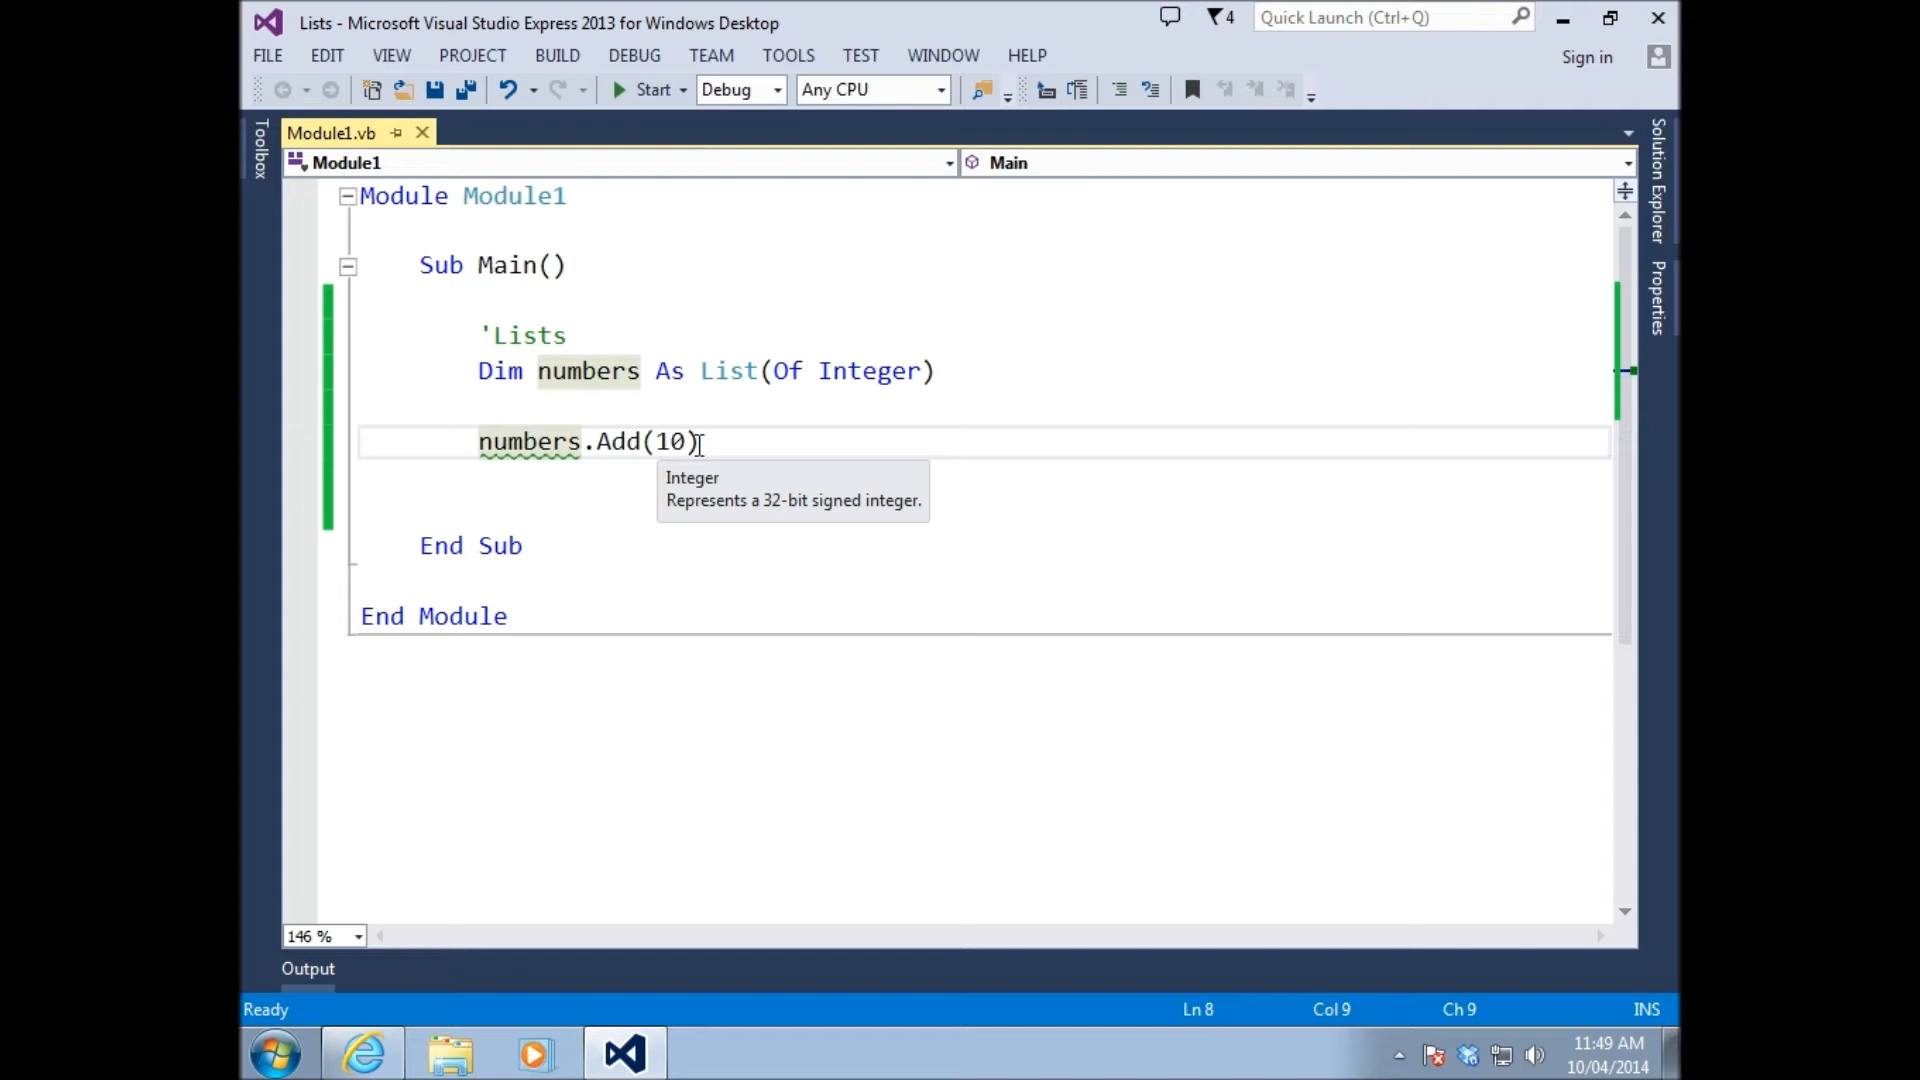 Lists - Microsoft Visual Studio Express 2013 for Windows Desktop
4
Quick Launch (Ctrl+Q)
FILE EDIT VIEW PROJECT BUILD DEBUG TEAM TOOLS TEST WINDOW HELP
Sign in
Start Debug Any CPU
Toolbox
Module1.vb
Module1
Main
Solution Explorer
Properties
Module Module1
Sub Main()
'Lists
Dim numbers As List(Of Integer)
numbers.Add(10)
Integer
Represents a 32-bit signed integer.
End Sub
End Module
146 %
Output
Ready
Ln 8
Col 9
Ch 9
INS
11:49 AM
10/04/2014